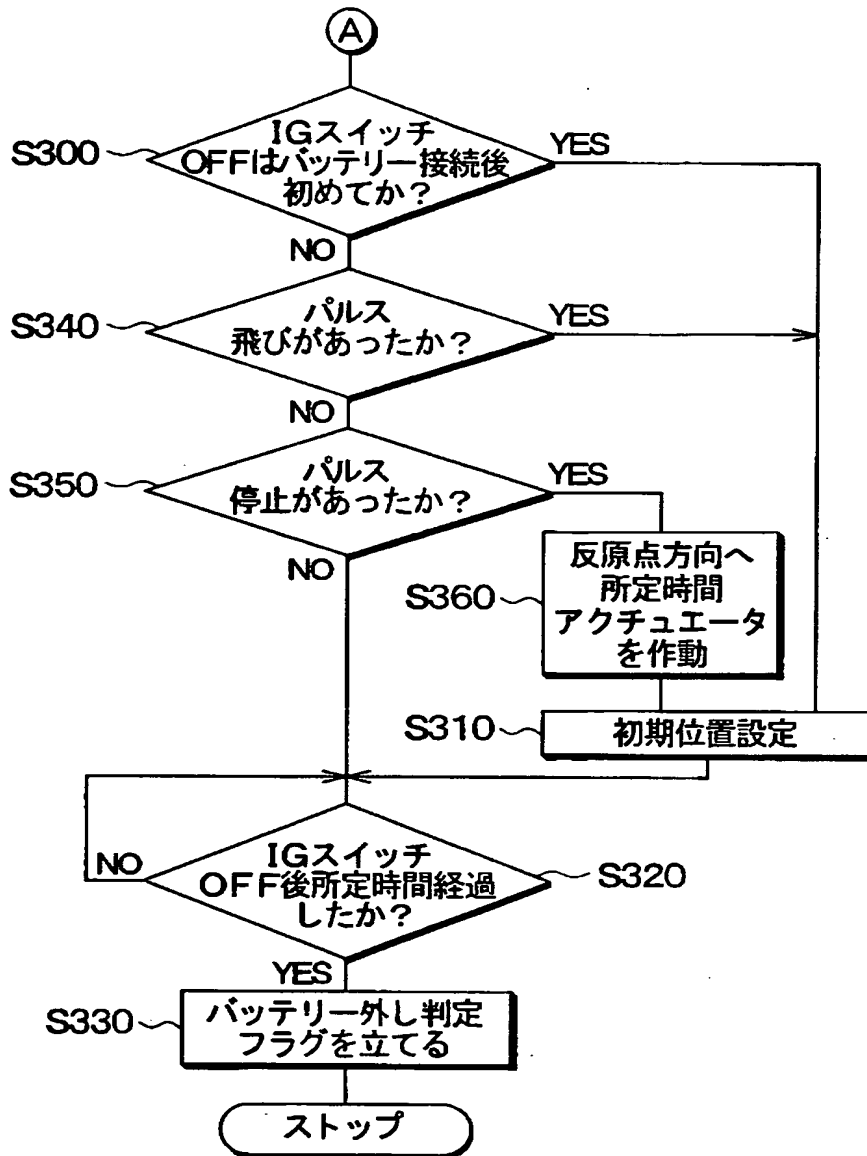 A
S300
IGスイッチ
OFFはバッテリー接続後
初めてか?
YES
NO
S340
パルス
飛びがあったか?
YES
NO
S350
パルス
停止があったか?
YES
NO
S360
反原点方向へ
所定時間
アクチュエータ
を作動
S310
初期位置設定
NO
IGスイッチ
OFF後所定時間経過
したか?
S320
YES
S330
バッテリー外し判定
フラグを立てる
ストップ